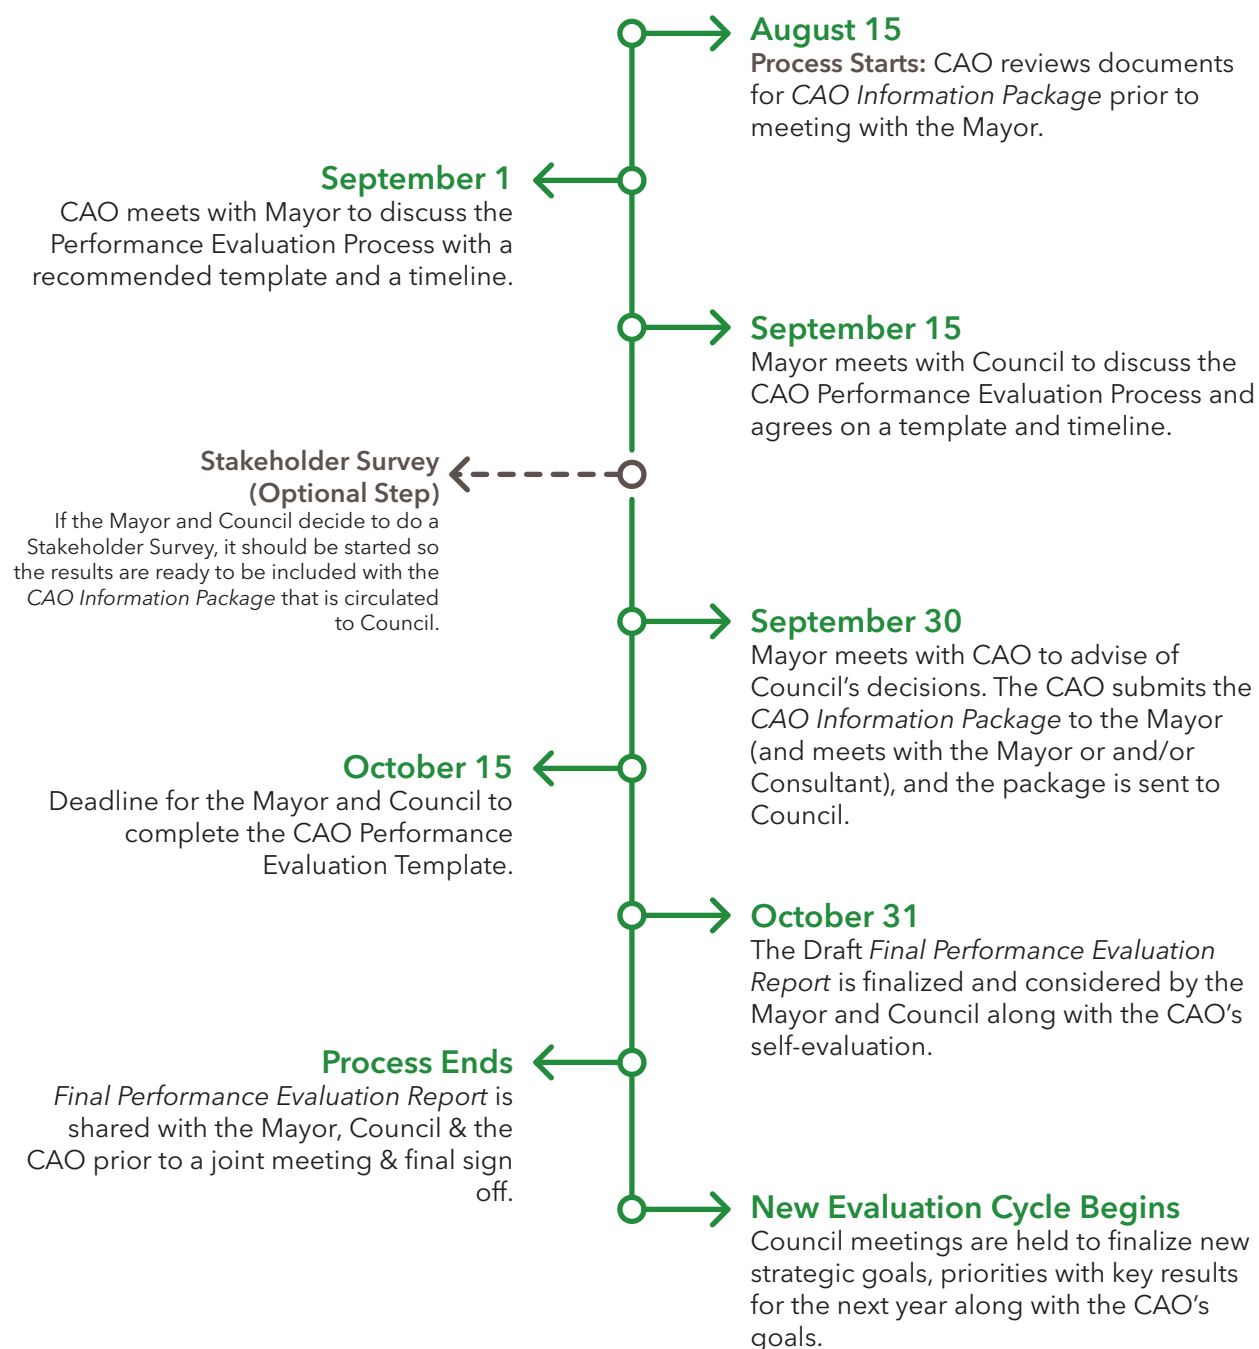 August 15
Process Starts: CAO reviews documents
for CAO Information Package prior to
meeting with the Mayor.
September 1
CAO meets with Mayor to discuss the
Performance Evaluation Process with a
recommended template and a timeline.
September 15
Mayor meets with Council to discuss the
CAO Performance Evaluation Process and
agrees on a template and timeline.
Stakeholder Survey
(Optional Step)
If the Mayor and Council decide to do a
Stakeholder Survey, it should be started so
the results are ready to be included with the
CAO Information Package that is circulated
to Council.
September 30
Mayor meets with CAO to advise of
Council’s decisions. The CAO submits the
CAO Information Package to the Mayor
(and meets with the Mayor or and/or
Consultant), and the package is sent to
Council.
October 15
Deadline for the Mayor and Council to
complete the CAO Performance
Evaluation Template.
October 31
The Draft Final Performance Evaluation
Report is finalized and considered by the
Mayor and Council along with the CAO’s
self-evaluation.
Process Ends
Final Performance Evaluation Report is
shared with the Mayor, Council & the
CAO prior to a joint meeting & final sign
off.
New Evaluation Cycle Begins
Council meetings are held to finalize new
strategic goals, priorities with key results
for the next year along with the CAO’s
goals.